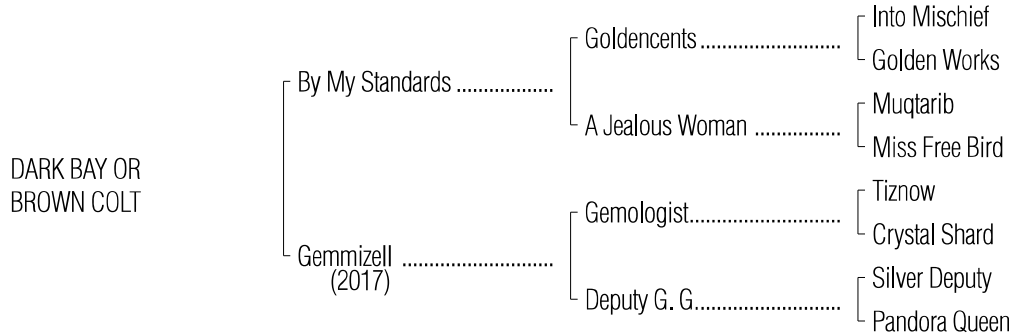 DARK BAY OR
BROWN COLT
By My Standards ...................
Gemmizell .............................
(2017)
Goldencents ...........................
A Jealous Woman .................
Gemologist .............................
Deputy G. G. ...........................
Into Mischief
Golden Works
Muqtarib
Miss Free Bird
Tiznow
Crystal Shard
Silver Deputy
Pandora Queen